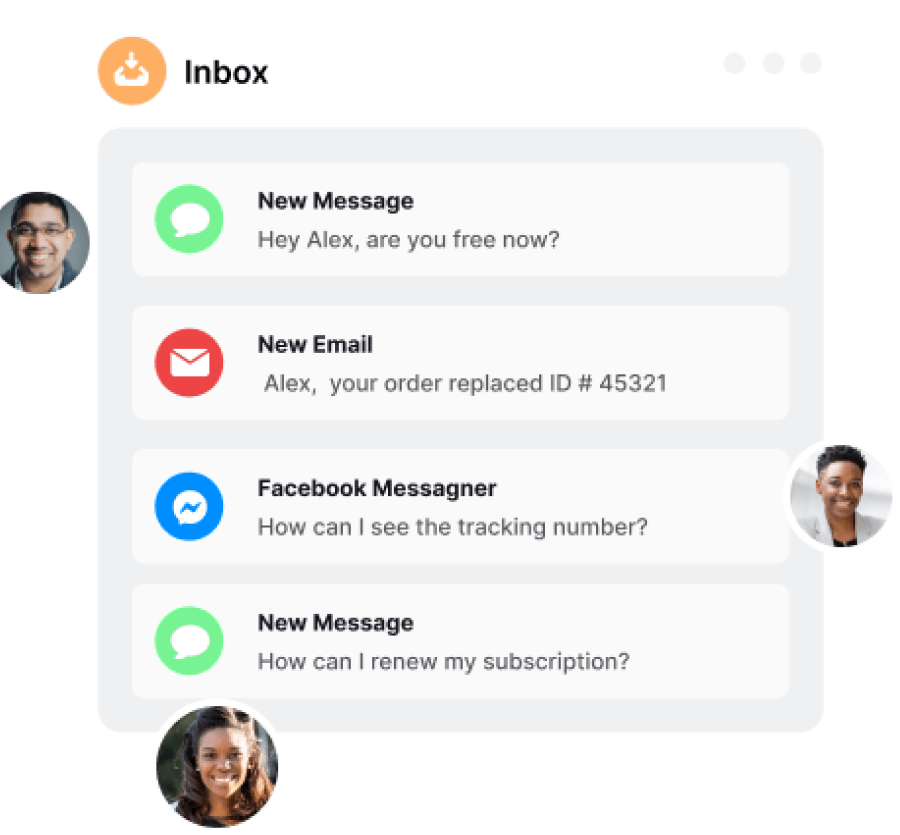 Inbox
New Message
Hey Alex, are you free now?
New Email
Alex, your order replaced ID # 45321
Facebook Messagner
How can I see the tracking number?
New Message
How can I renew my subscription?